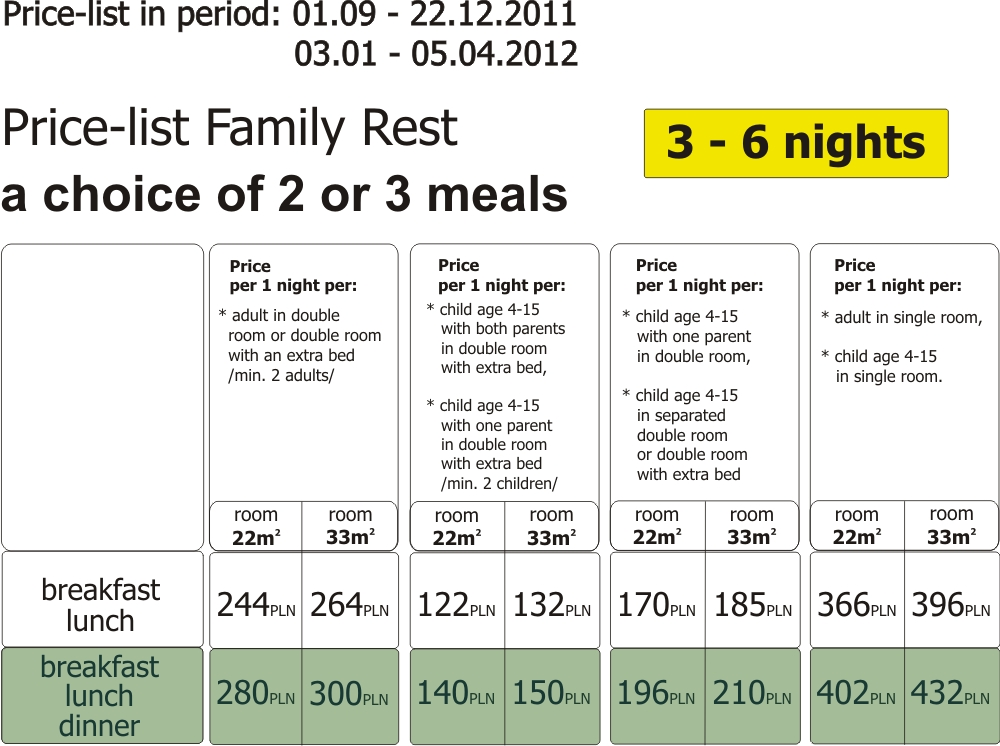 Price-list in period: 01.09 - 22.12.2011
03.01 - 05.04.2012
Price-list Family Rest
a choice of 2 or 3 meals
3 - 6 nights
Price
per 1 night per:
* adult in double
room or double room
with an extra bed
/min. 2 adults/
Price
per 1 night per:
* child age 4-15
with both parents
in double room
with extra bed,
* child age 4-15
with one parent
in double room
with extra bed
/min. 2 children/
Price
per 1 night per:
* child age 4-15
with one parent
in double room,
* child age 4-15
in separated
double room
or double room
with extra bed
Price
per 1 night per:
* adult in single room,
* child age 4-15
in single room.
room room room room room room room room
22m² 33m² 22m² 33m² 22m² 33m² 22m² 33m²
breakfast
lunch
244PLN 264PLN 122PLN 132PLN 170PLN 185PLN 366PLN 396PLN
breakfast
lunch
dinner
280PLN 300PLN 140PLN 150PLN 196PLN 210PLN 402PLN 432PLN